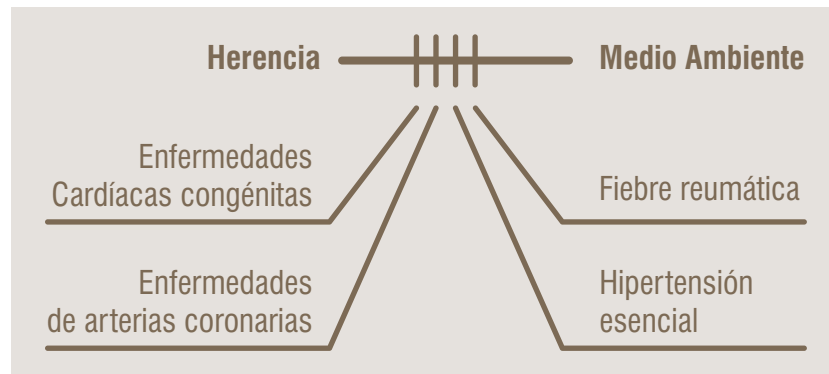 Herencia
Medio Ambiente
Enfermedades
Cardíacas congénitas
Fiebre reumática
Enfermedades
de arterias coronarias
Hipertensión
esencial